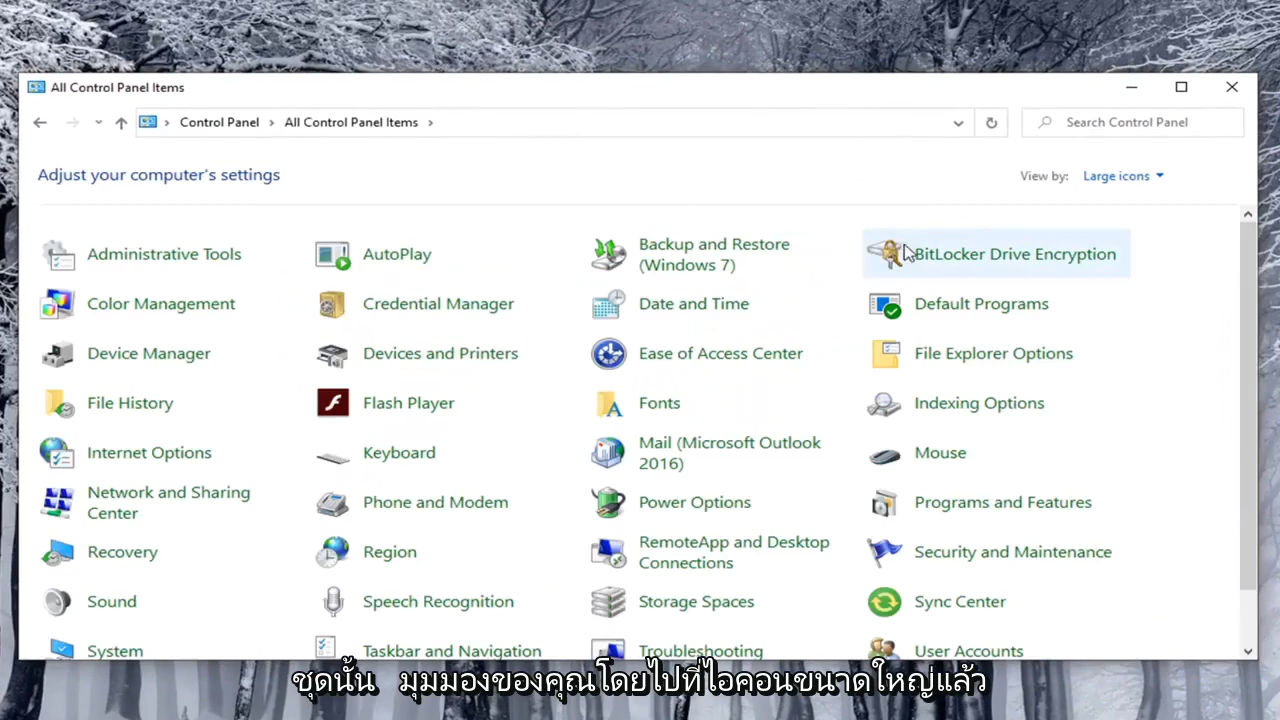 All Control Panel Items
Control Panel > All Control Panel Items >
Search Control Panel
Adjust your computer's settings
View by: Large icons
Administrative Tools
AutoPlay
Backup and Restore
(Windows 7)
BitLocker Drive Encryption
Color Management
Credential Manager
Date and Time
Default Programs
Device Manager
Devices and Printers
Ease of Access Center
File Explorer Options
File History
Flash Player
Fonts
Indexing Options
Internet Options
Keyboard
Mail (Microsoft Outlook
2016)
Mouse
Network and Sharing
Center
Phone and Modem
Power Options
Programs and Features
Recovery
Region
RemoteApp and Desktop
Connections
Security and Maintenance
Sound
Speech Recognition
Storage Spaces
Sync Center
System
Taskbar and Navigation
Troubleshooting
User Accounts
ชุดนั้น มุมมองของคุณโดยไปที่ไอคอนขนาดใหญ่แล้ว